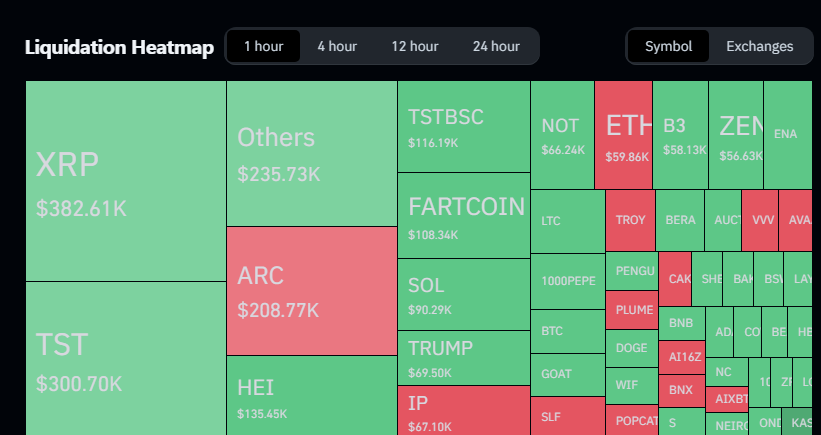 Liquidation Heatmap
1 hour
4 hour
12 hour
24 hour
Symbol
Exchanges
XRP
$382.61K
TST
$300.70K
Others
$235.73K
ARC
$208.77K
HEI
$135.45K
TSTBSC
$116.19K
FARTCOIN
$108.34K
SOL
$90.29K
TRUMP
$69.50K
IP
$67.10K
NOT
$66.24K
ETH
$59.86K
B3
$58.13K
ZEN
$56.63K
ENA
LTC
1000PEPE
BTC
GOAT
SLF
TROY
BERA
AUC
VVV
AVA
PENGU
PLUME
DOGE
WIF
POPCAT
CAK
SHE
BAK
BSV
LAY
BNB
AI16Z
BNX
S
AD
CO
BE
HE
NC
AIXBT
NEIRO
10
ZR
LO
OND
KAS